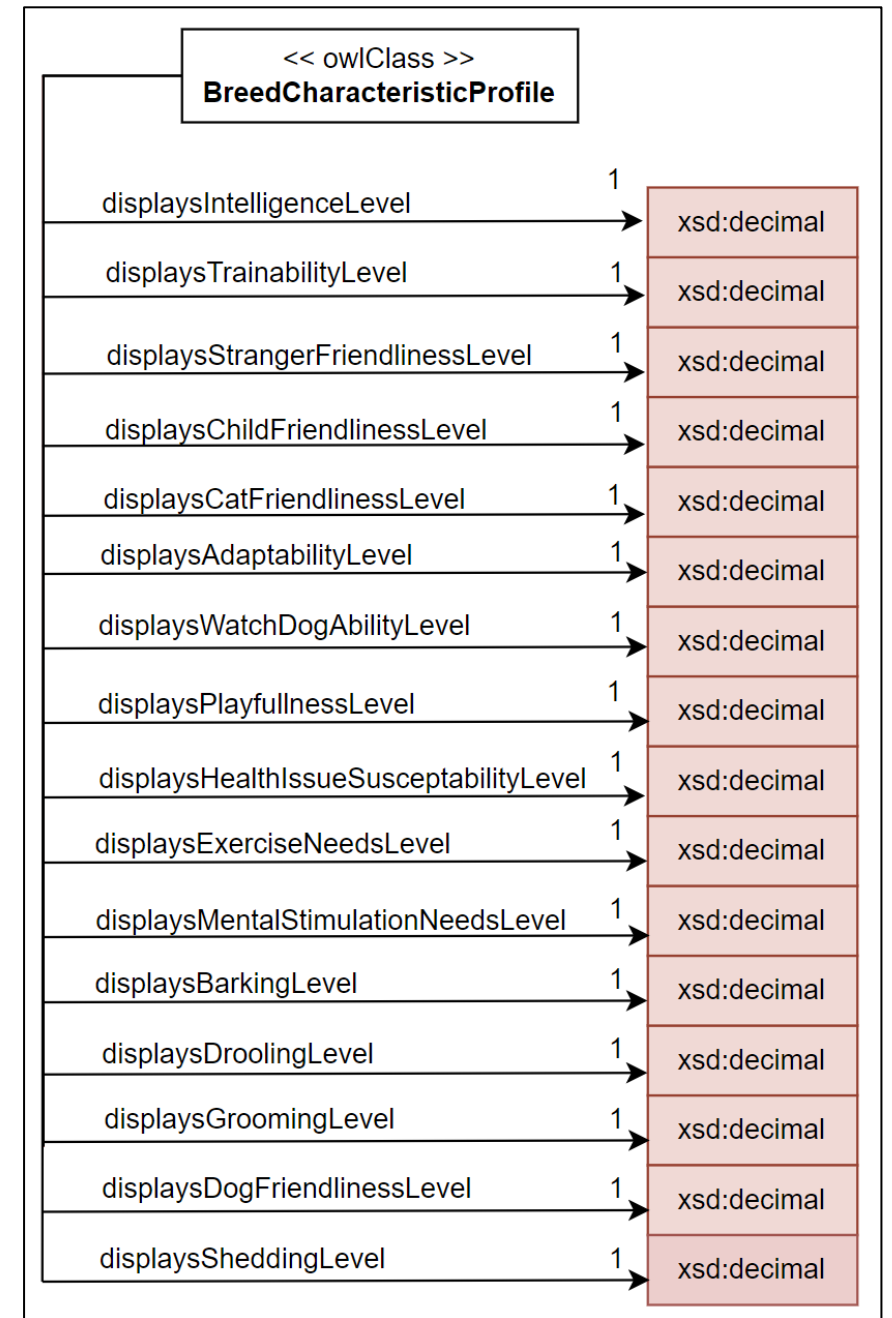 << owlClass >>
BreedCharacteristicProfile
displaysIntelligenceLevel 1 xsd:decimal
displaysTrainabilityLevel 1 xsd:decimal
displaysStrangerFriendlinessLevel 1 xsd:decimal
displaysChildFriendlinessLevel 1 xsd:decimal
displaysCatFriendlinessLevel 1 xsd:decimal
displaysAdaptabilityLevel 1 xsd:decimal
displaysWatchDogAbilityLevel 1 xsd:decimal
displaysPlayfullnessLevel 1 xsd:decimal
displaysHealthIssueSusceptabilityLevel 1 xsd:decimal
displaysExerciseNeedsLevel 1 xsd:decimal
displaysMentalStimulationNeedsLevel 1 xsd:decimal
displaysBarkingLevel 1 xsd:decimal
displaysDroolingLevel 1 xsd:decimal
displaysGroomingLevel 1 xsd:decimal
displaysDogFriendlinessLevel 1 xsd:decimal
displaysSheddingLevel 1 xsd:decimal